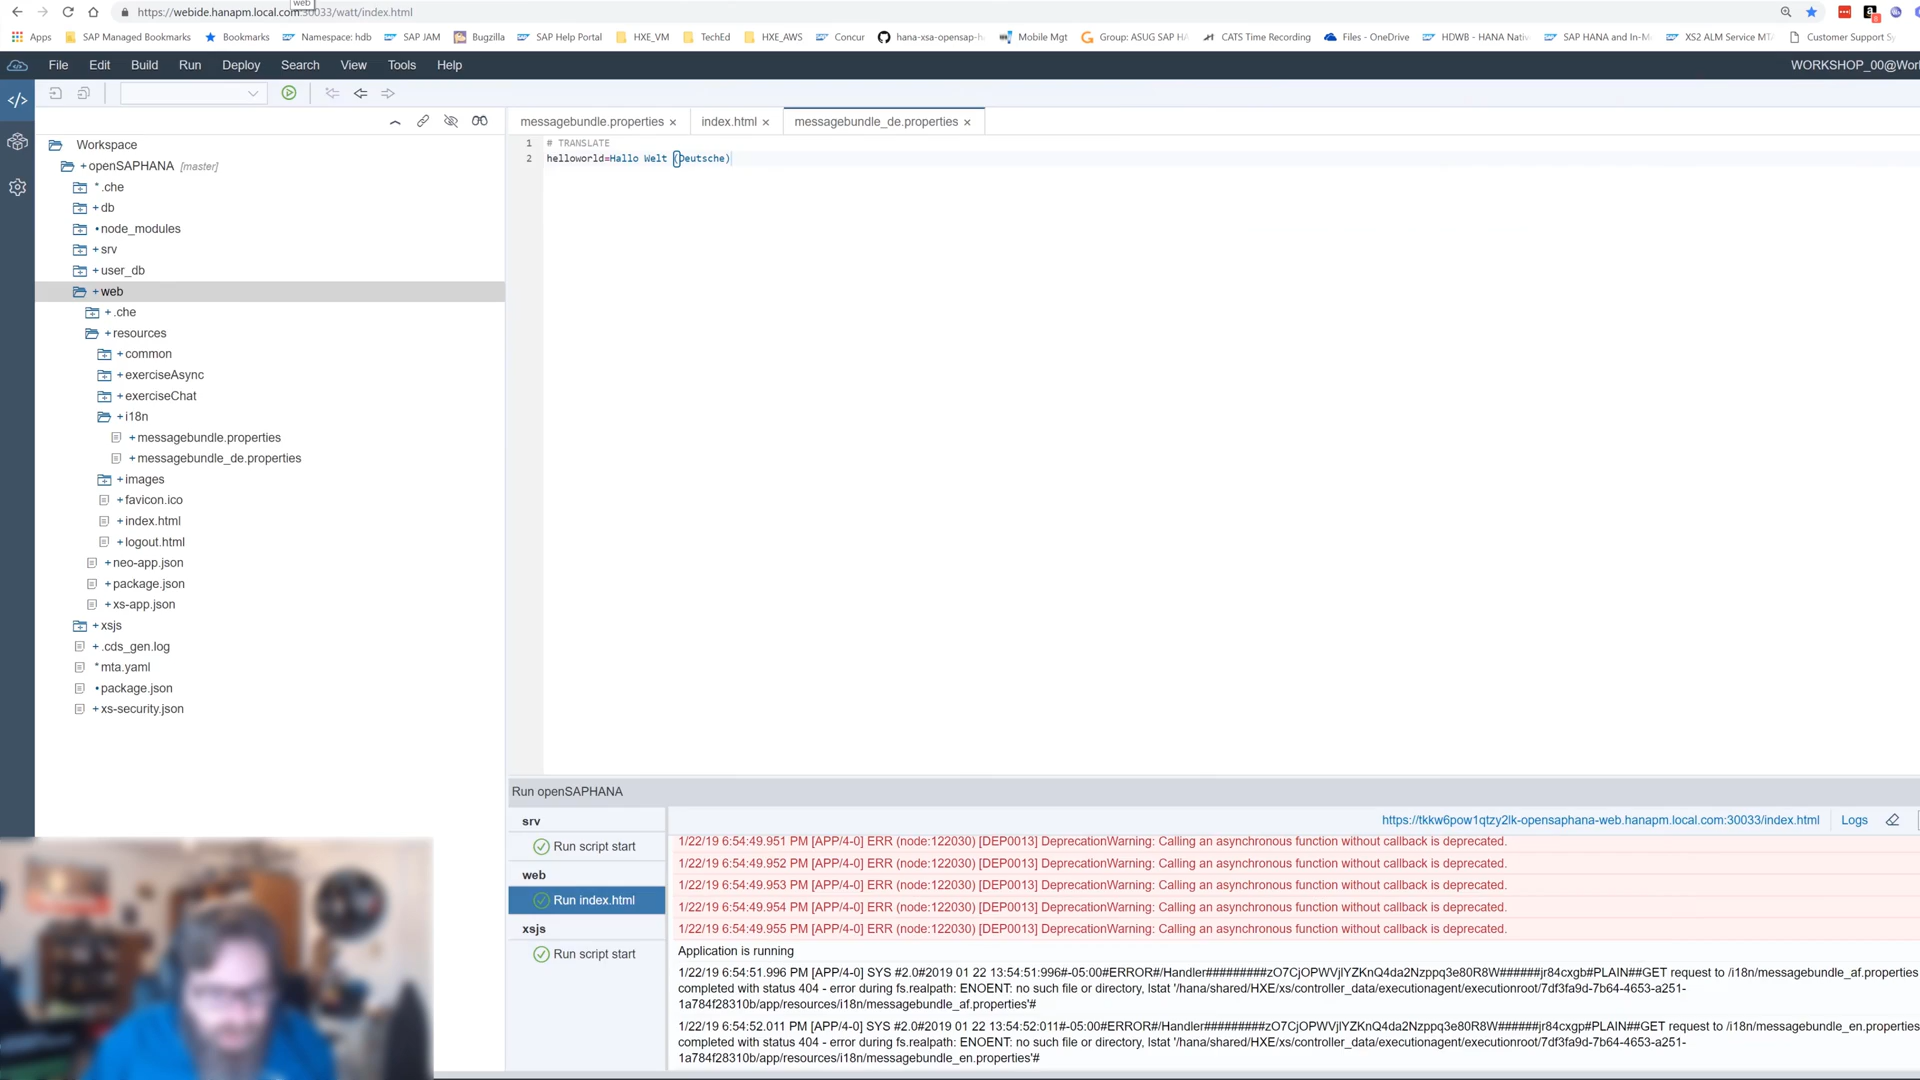 web
https://webide.hanapm.local.com:30033/watt/index.html
Apps SAP Managed Bookmarks Bookmarks Namespace: hdb SAP JAM Bugzilla SAP Help Portal HXE_VM TechEd HXE_AWS Concur hana-xsa-opensap-h Mobile Mgt Group: ASUG SAP HA CATS Time Recording Files - OneDrive HDWB - HANA Nativ SAP HANA and In-M XS2 ALM Service MTA Customer Support Sy
File Edit Build Run Deploy Search View Tools Help WORKSHOP_00@Wor
messagebundle.properties × index.html × messagebundle_de.properties ×
Workspace
+openSAPHANA [master]
*.che
+db
•node_modules
+srv
+user_db
+web
+.che
+resources
+common
+exerciseAsync
+exerciseChat
+i18n
+messagebundle.properties
+messagebundle_de.properties
+images
+favicon.ico
+index.html
+logout.html
+neo-app.json
+package.json
+xs-app.json
+xsjs
+.cds_gen.log
*mta.yaml
•package.json
+xs-security.json
1 # TRANSLATE
2 helloworld=Hallo Welt (Deutsche)
Run openSAPHANA
srv
Run script start
web
Run index.html
xsjs
Run script start
https://tkkw6pow1qtzy2lk-opensaphana-web.hanapm.local.com:30033/index.html Logs
1/22/19 6:54:49.951 PM [APP/4-0] ERR (node:122030) [DEP0013] DeprecationWarning: Calling an asynchronous function without callback is deprecated.
1/22/19 6:54:49.952 PM [APP/4-0] ERR (node:122030) [DEP0013] DeprecationWarning: Calling an asynchronous function without callback is deprecated.
1/22/19 6:54:49.953 PM [APP/4-0] ERR (node:122030) [DEP0013] DeprecationWarning: Calling an asynchronous function without callback is deprecated.
1/22/19 6:54:49.954 PM [APP/4-0] ERR (node:122030) [DEP0013] DeprecationWarning: Calling an asynchronous function without callback is deprecated.
1/22/19 6:54:49.955 PM [APP/4-0] ERR (node:122030) [DEP0013] DeprecationWarning: Calling an asynchronous function without callback is deprecated.
Application is running
1/22/19 6:54:51.996 PM [APP/4-0] SYS #2.0#2019 01 22 13:54:51:996#-05:00#ERROR#/Handler#########zO7CjOPWVjlYZKnQ4da2Nzppq3e80R8W######jr84cxgb#PLAIN##GET request to /i18n/messagebundle_af.properties
completed with status 404 - error during fs.realpath: ENOENT: no such file or directory, lstat '/hana/shared/HXE/xs/controller_data/executionagent/executionroot/7df3fa9d-7b64-4653-a251-
1a784f28310b/app/resources/i18n/messagebundle_af.properties'#
1/22/19 6:54:52.011 PM [APP/4-0] SYS #2.0#2019 01 22 13:54:52:011#-05:00#ERROR#/Handler#########zO7CjOPWVjlYZKnQ4da2Nzppq3e80R8W######jr84cxgp#PLAIN##GET request to /i18n/messagebundle_en.properties
completed with status 404 - error during fs.realpath: ENOENT: no such file or directory, lstat '/hana/shared/HXE/xs/controller_data/executionagent/executionroot/7df3fa9d-7b64-4653-a251-
1a784f28310b/app/resources/i18n/messagebundle_en.properties'#